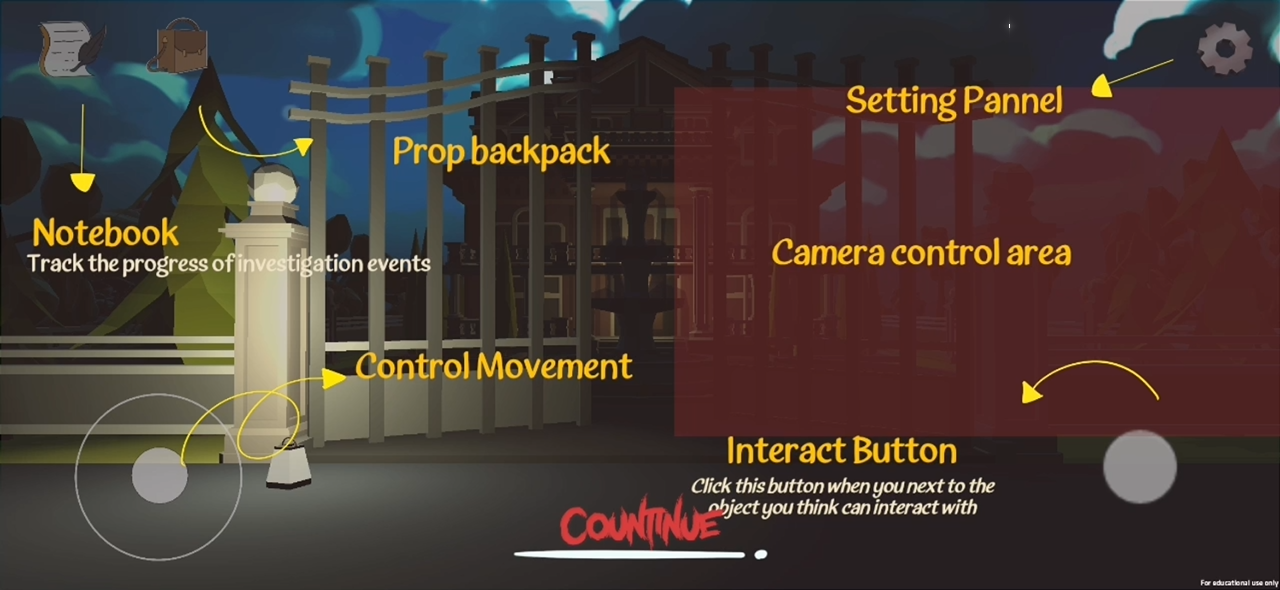 Setting Pannel
Prop backpack
Notebook
Track the progress of investigation events
Camera control area
Control Movement
Interact Button
Click this button when you next to the
object you think can interact with
COUNTINUE
For educational use only